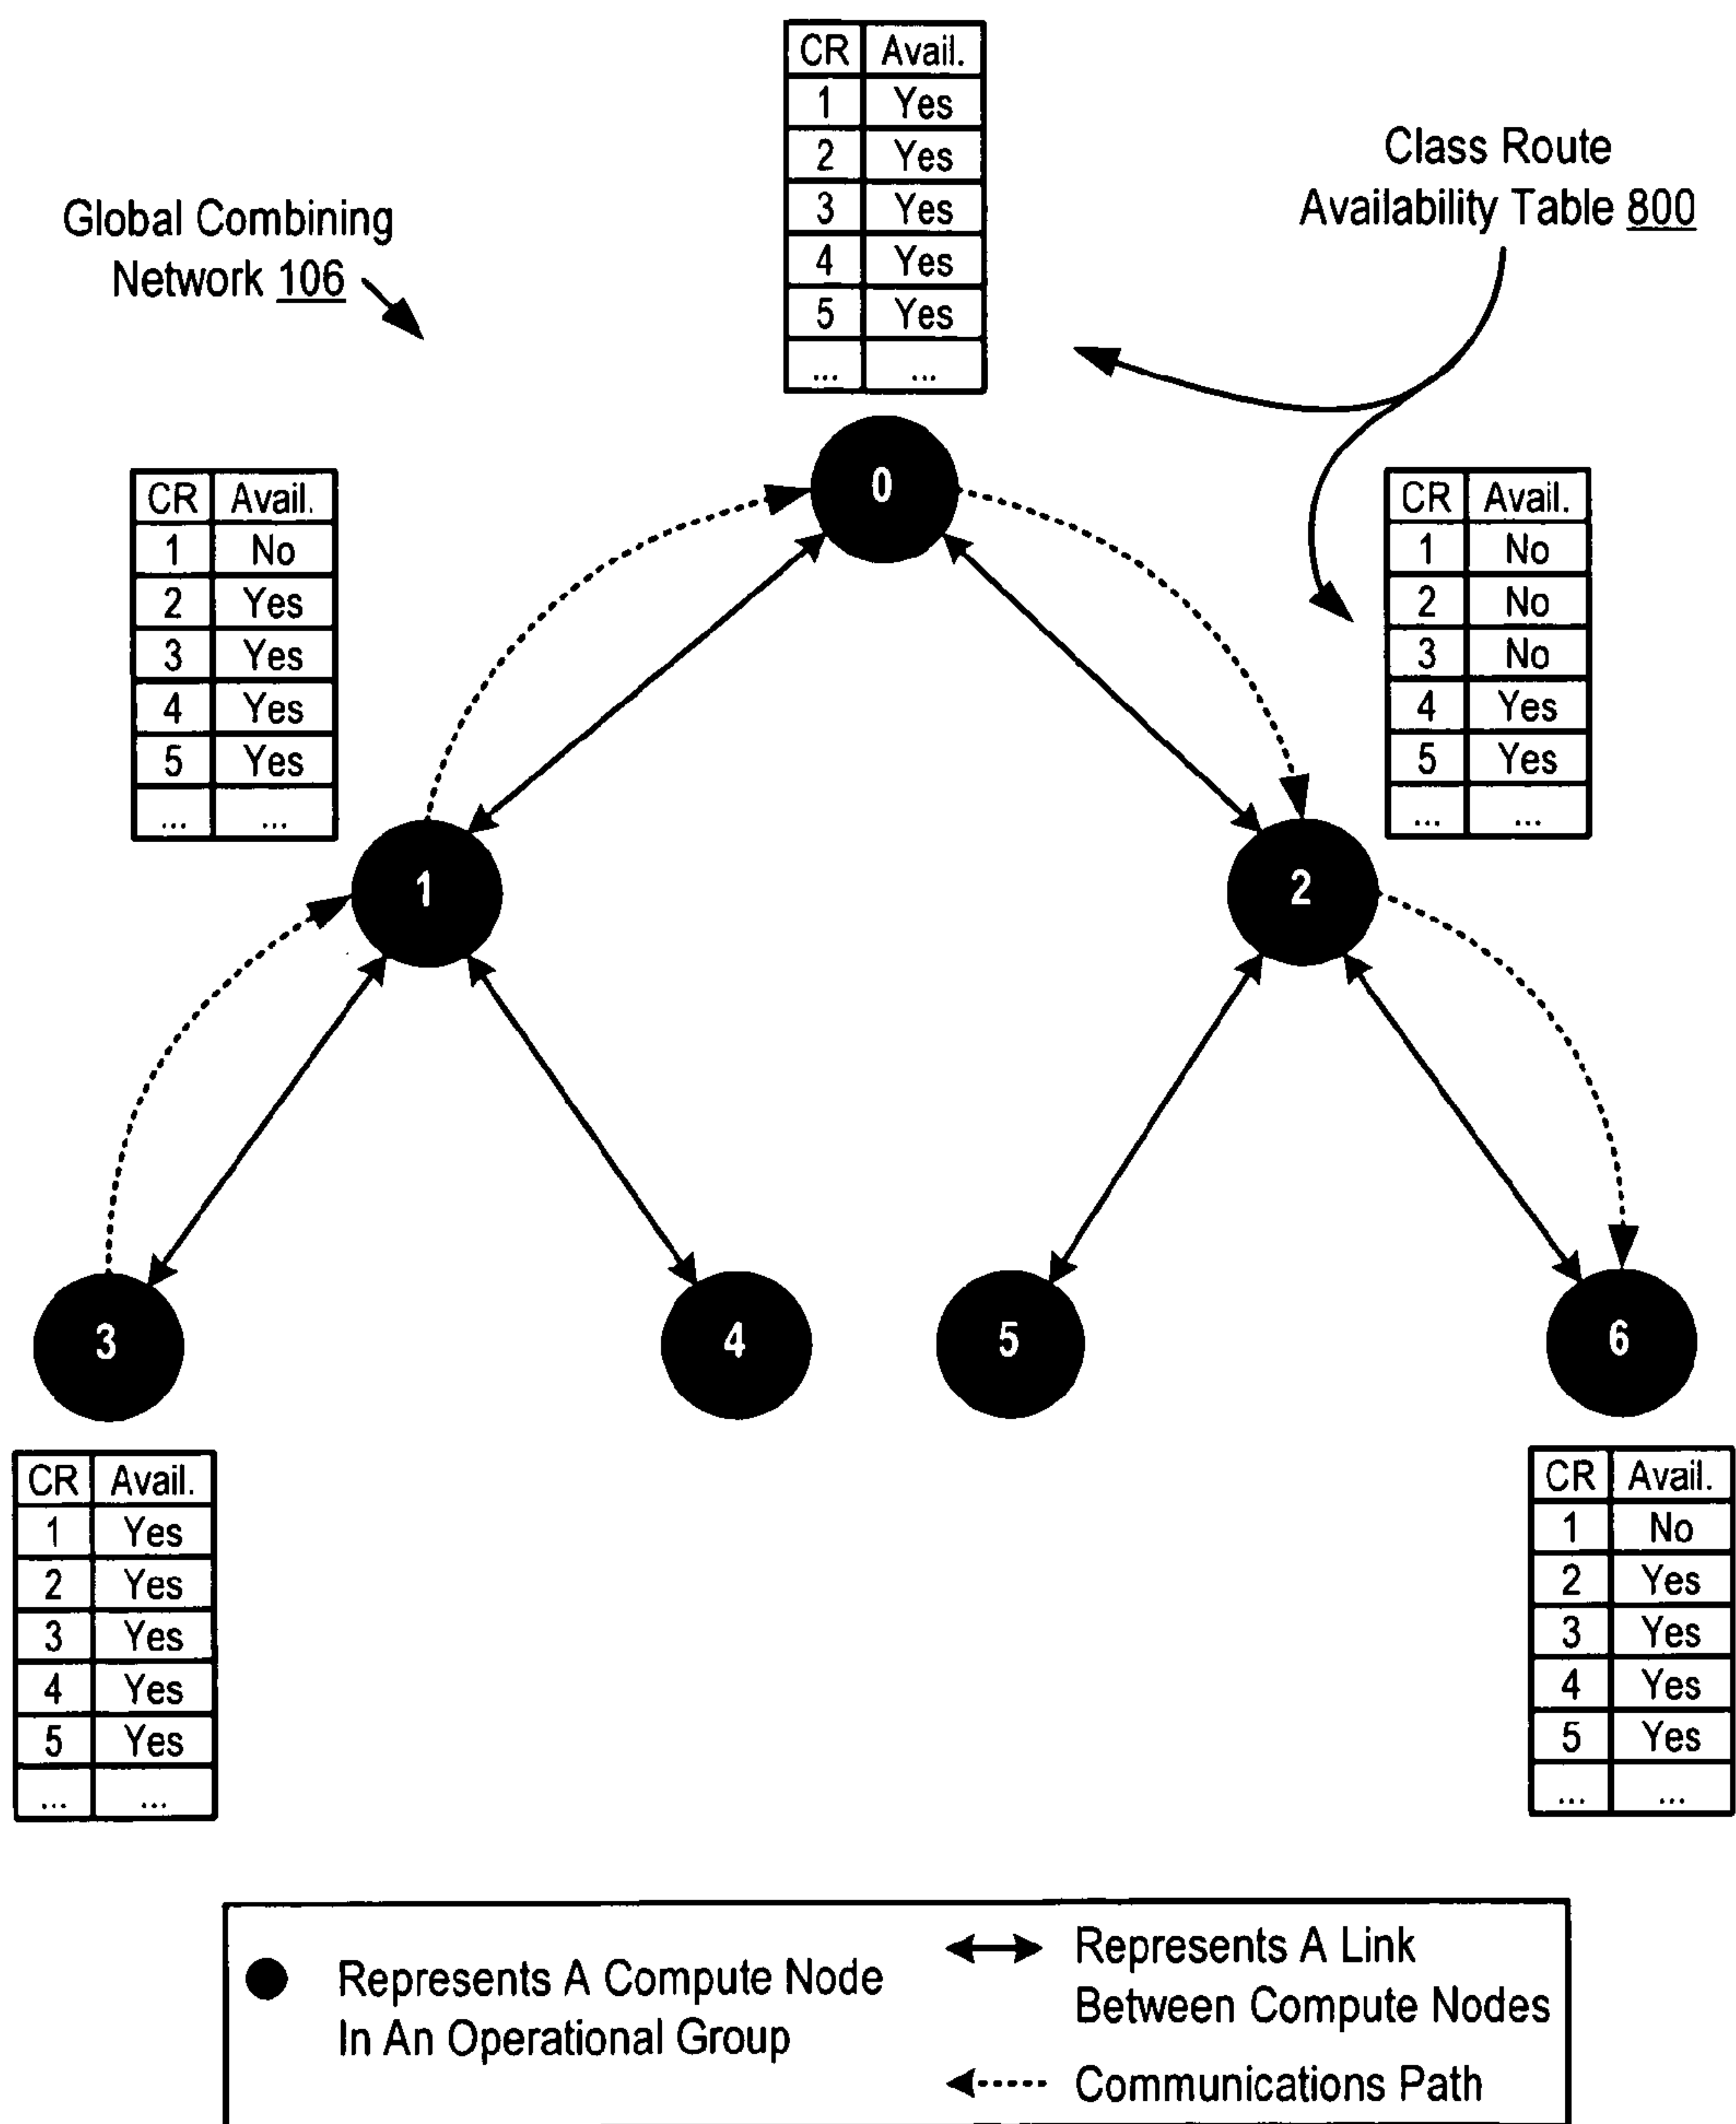 CR Avail.
1 Yes
2 Yes
3 Yes
4 Yes
5 Yes
... ...
Class Route
Availability Table 800
Global Combining
Network 106
CR Avail.
1 No
2 Yes
3 Yes
4 Yes
5 Yes
... ...
0
CR Avail.
1 No
2 No
3 No
4 Yes
5 Yes
... ...
1
2
3
4
5
6
CR Avail.
1 Yes
2 Yes
3 Yes
4 Yes
5 Yes
... ...
CR Avail.
1 No
2 Yes
3 Yes
4 Yes
5 Yes
... ...
Represents A Compute Node
In An Operational Group
Represents A Link
Between Compute Nodes
Communications Path